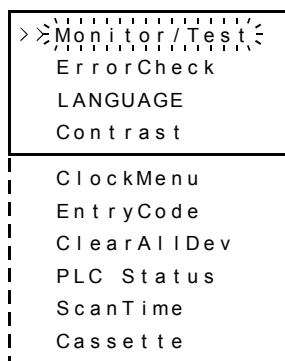 >>Monitor/Test
ErrorCheck
LANGUAGE
Contrast
ClockMenu
EntryCode
ClearAllDev
PLC Status
ScanTime
Cassette